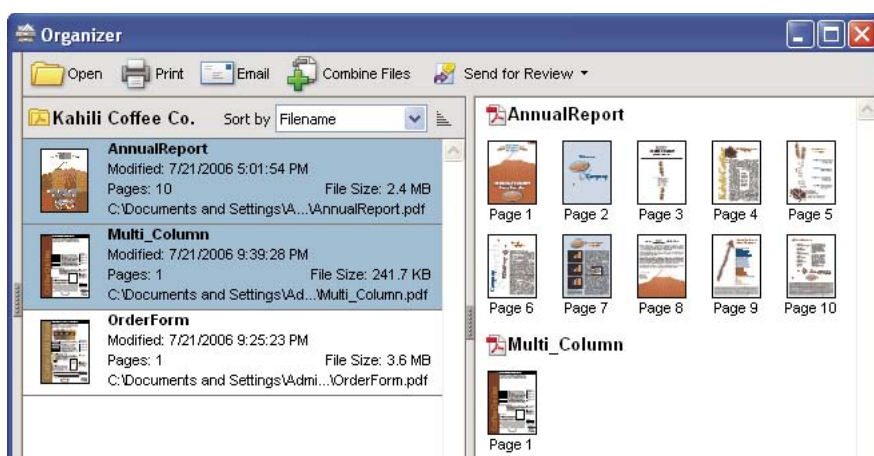 Organizer
Open Print Email Combine Files Send for Review
Kahili Coffee Co. Sort by Filename
AnnualReport
Modified: 7/21/2006 5:01:54 PM
Pages: 10 File Size: 2.4 MB
C:\Documents and Settings\A...\AnnualReport.pdf
Multi_Column
Modified: 7/21/2006 9:39:28 PM
Pages: 1 File Size: 241.7 KB
C:\Documents and Settings\Ad...\Multi_Column.pdf
OrderForm
Modified: 7/21/2006 9:25:23 PM
Pages: 1 File Size: 3.6 MB
C:\Documents and Settings\Admi...\OrderForm.pdf
AnnualReport
Page 1 Page 2 Page 3 Page 4 Page 5
Page 6 Page 7 Page 8 Page 9 Page 10
Multi_Column
Page 1